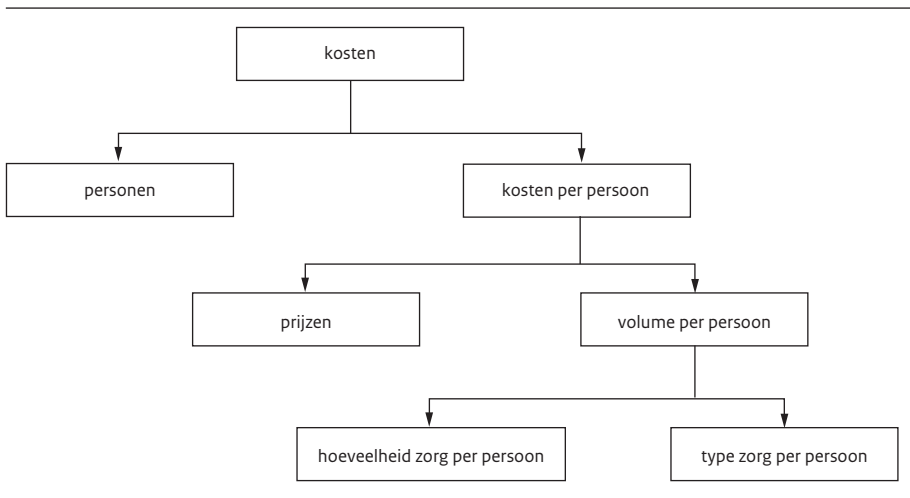 kosten
personen
kosten per persoon
prijzen
volume per persoon
hoeveelheid zorg per persoon
type zorg per persoon